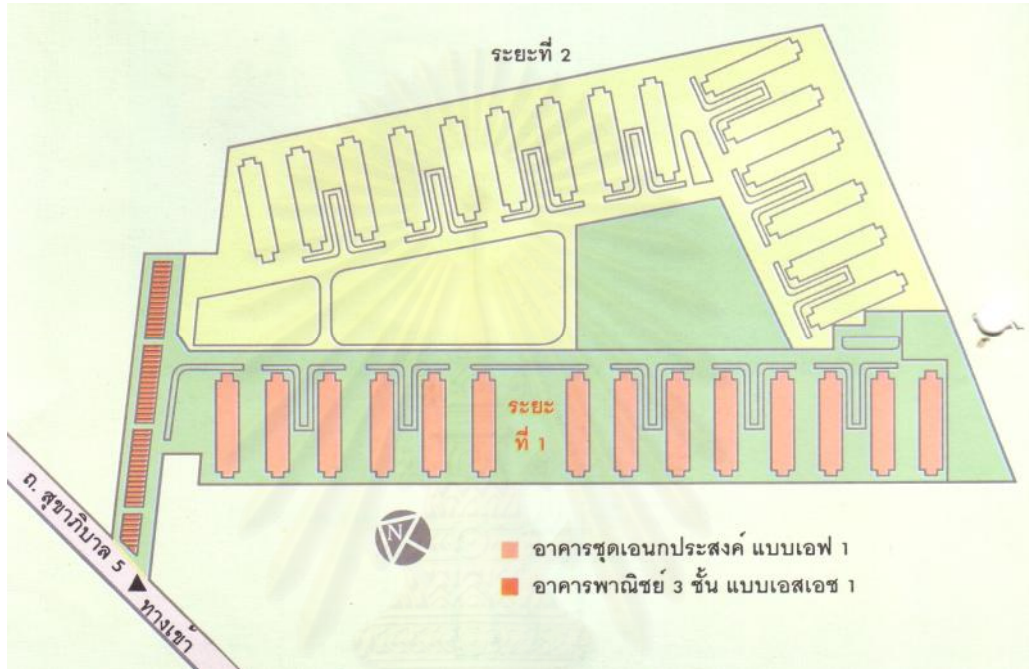 ระยะที่ 2
ระยะ
ที่ 1
ถ. สุขาภิบาล 5
ทางเข้า
N
อาคารชุดเอนกประสงค์ แบบเอฟ 1
อาคารพาณิชย์ 3 ชั้น แบบเอสเอช 1